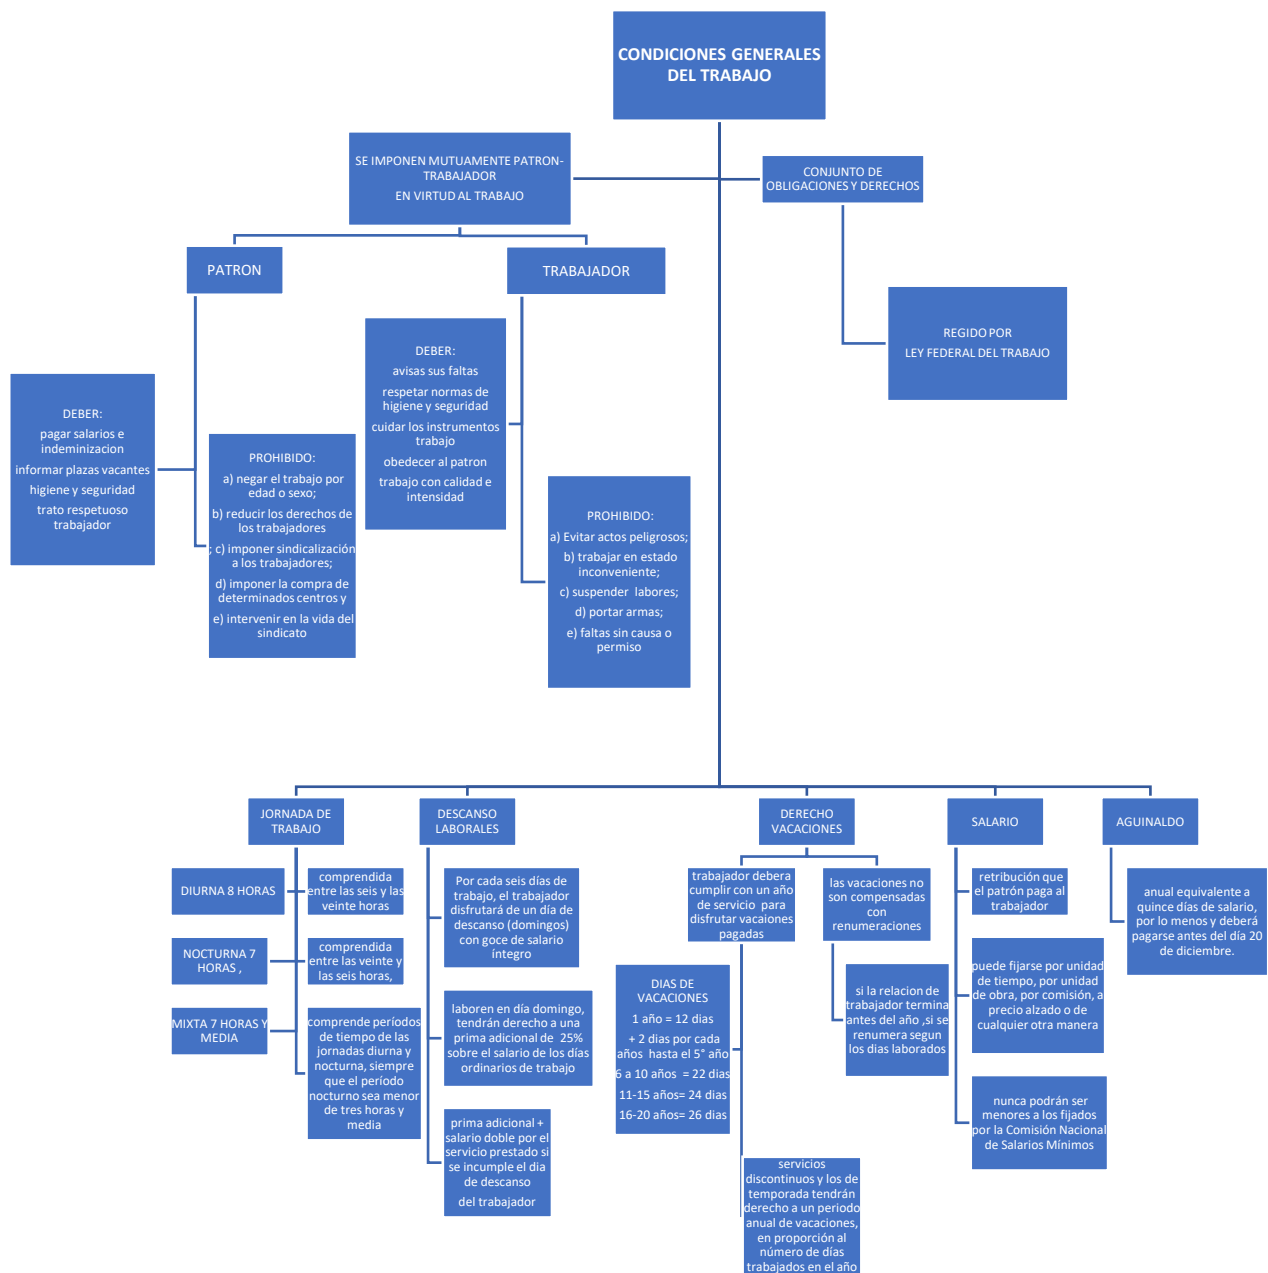 CONDICIONES GENERALES
DEL TRABAJO
SE IMPONEN MUTUAMENTE PATRON-
TRABAJADOR
EN VIRTUD AL TRABAJO
CONJUNTO DE
OBLIGACIONES Y DERECHOS
PATRON
TRABAJADOR
REGIDO POR
LEY FEDERAL DEL TRABAJO
DEBER:
pagar salarios e
indeminizacion
informar plazas vacantes
higiene y seguridad
trato respetuoso
trabajador
PROHIBIDO:
a) negar el trabajo por
edad o sexo;
b) reducir los derechos de
los trabajadores
; c) imponer sindicalización
a los trabajadores;
d) imponer la compra de
determinados centros y
e) intervenir en la vida del
sindicato
DEBER:
avisas sus faltas
respetar normas de
higiene y seguridad
cuidar los instrumentos
trabajo
obedecer al patron
trabajo con calidad e
intensidad
PROHIBIDO:
a) Evitar actos peligrosos;
b) trabajar en estado
inconveniente;
c) suspender labores;
d) portar armas;
e) faltas sin causa o
permiso
JORNADA DE
TRABAJO
DIURNA 8 HORAS
comprendida
entre las seis y las
veinte horas
NOCTURNA 7
HORAS ,
comprendida
entre las veinte y
las seis horas,
MIXTA 7 HORAS Y
MEDIA
comprende períodos
de tiempo de las
jornadas diurna y
nocturna, siempre
que el período
nocturno sea menor
de tres horas y
media
DESCANSO
LABORALES
Por cada seis días de
trabajo, el trabajador
disfrutará de un día de
descanso (domingos)
con goce de salario
íntegro
laboren en día domingo,
tendrán derecho a una
prima adicional de 25%
sobre el salario de los días
ordinarios de trabajo
prima adicional +
salario doble por el
servicio prestado si
se incumple el dia
de descanso
del trabajador
DERECHO
VACACIONES
trabajador debera
cumplir con un año
de servicio para
disfrutar vacaiones
pagadas
las vacaciones no
son compensadas
con
renumeraciones
DIAS DE
VACACIONES
1 año = 12 dias
+ 2 dias por cada
años hasta el 5° año
6 a 10 años = 22 dias
11-15 años= 24 dias
16-20 años= 26 dias
si la relacion de
trabajador termina
antes del año ,si se
renumera segun
los dias laborados
servicios
discontinuos y los de
temporada tendrán
derecho a un periodo
anual de vacaciones,
en proporción al
número de días
trabajados en el año
SALARIO
retribución que
el patrón paga al
trabajador
puede fijarse por unidad
de tiempo, por unidad
de obra, por comisión, a
precio alzado o de
cualquier otra manera
nunca podrán ser
menores a los fijados
por la Comisión Nacional
de Salarios Mínimos
AGUINALDO
anual equivalente a
quince días de salario,
por lo menos y deberá
pagarse antes del día 20
de diciembre.